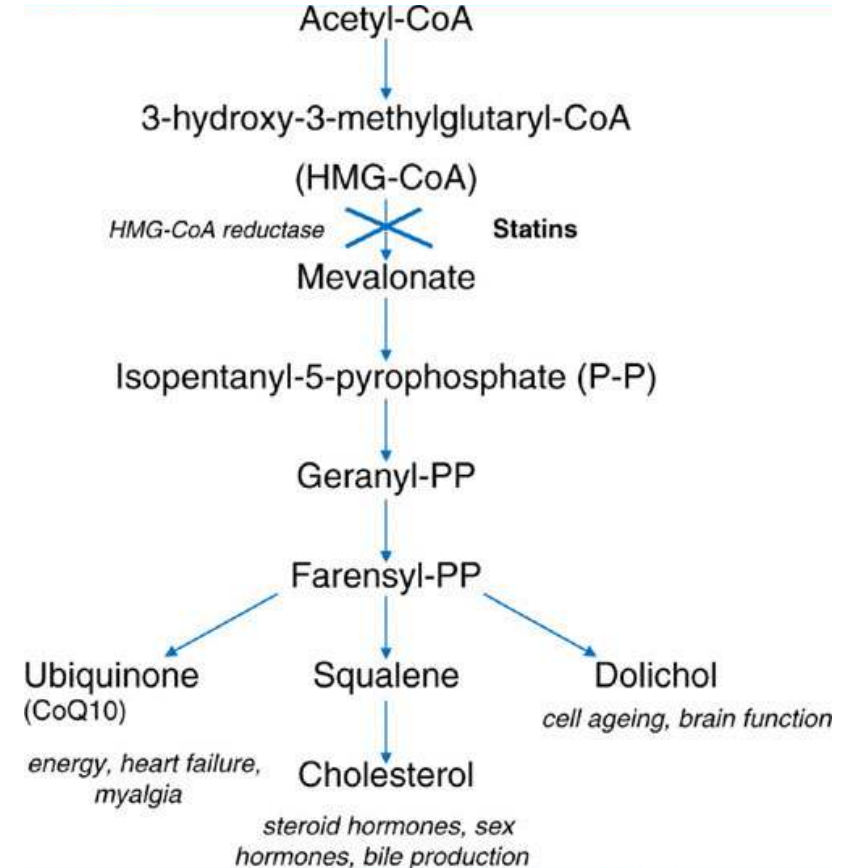 Acetyl-CoA
3-hydroxy-3-methylglutaryl-CoA
(HMG-CoA)
HMG-CoA reductase
Statins
Mevalonate
Isopentanyl-5-pyrophosphate (P-P)
Geranyl-PP
Farensyl-PP
Ubiquinone
(CoQ10)
energy, heart failure,
myalgia
Squalene
Cholesterol
steroid hormones, sex
hormones, bile production
Dolichol
cell ageing, brain function